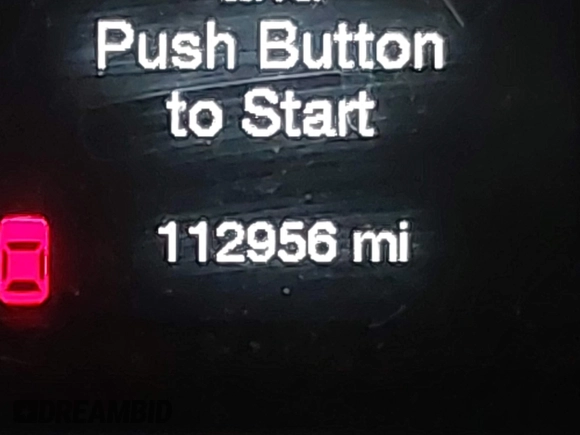 Push Button
to Start
112956 mi
DREAMBID